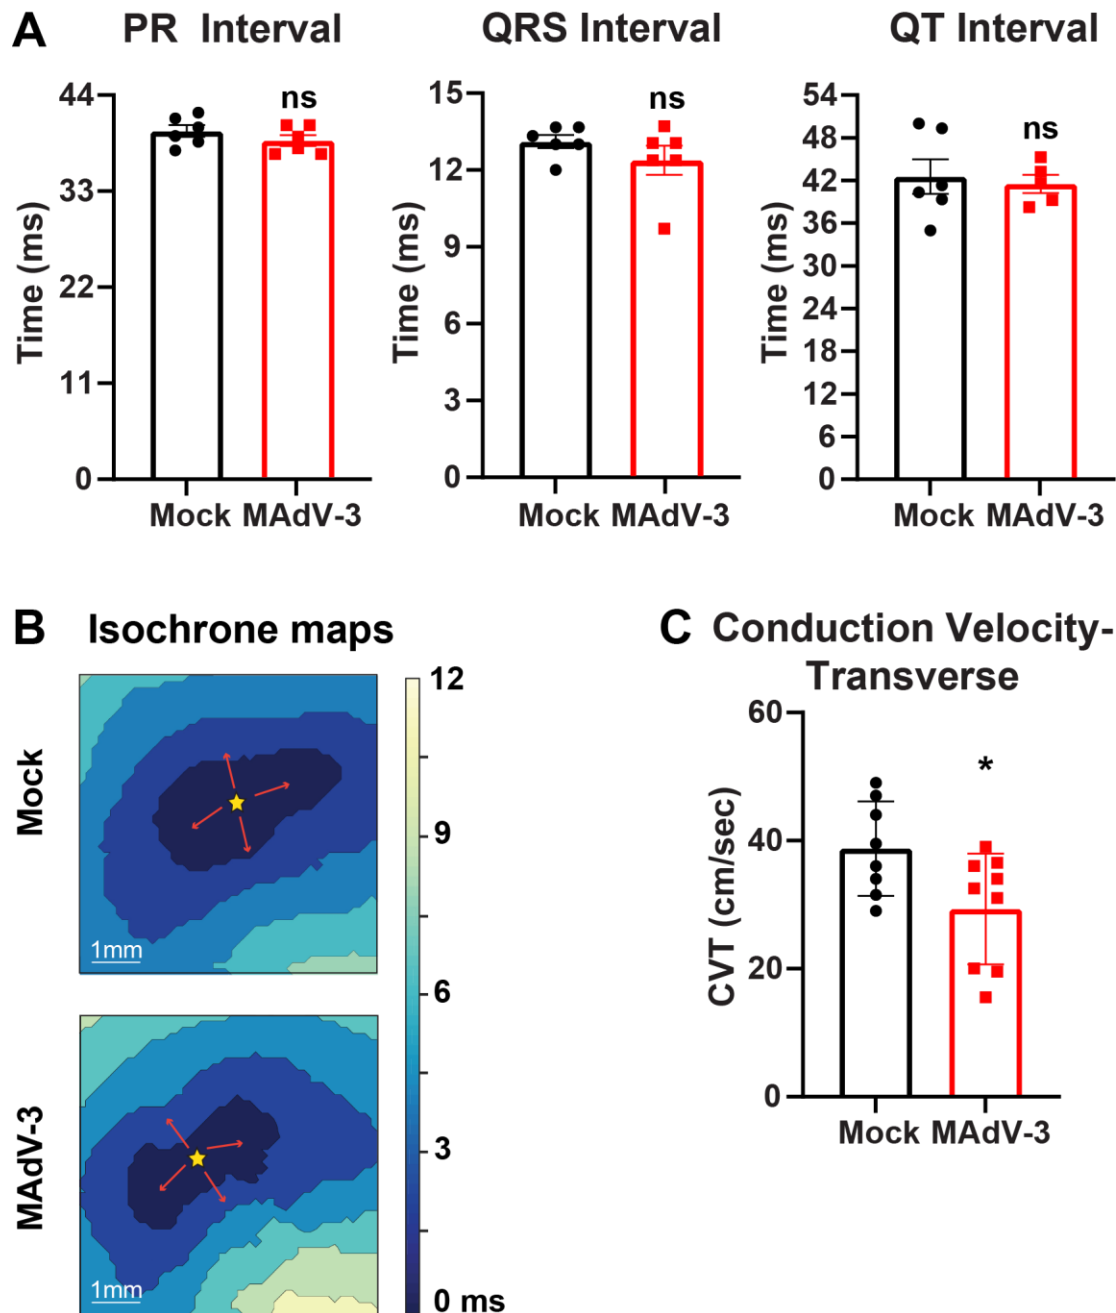 A
PR Interval
QRS Interval
QT Interval
44
33
22
11
0
Time (ms)
ns
Mock MAdV-3
15
12
9
6
3
0
Time (ms)
ns
Mock MAdV-3
54
48
42
36
30
24
18
12
6
0
Time (ms)
ns
Mock MAdV-3
B
Isochrone maps
Mock
1mm
MAdV-3
1mm
12
9
6
3
0 ms
C
Conduction Velocity-
Transverse
60
40
20
0
CVT (cm/sec)
*
Mock MAdV-3